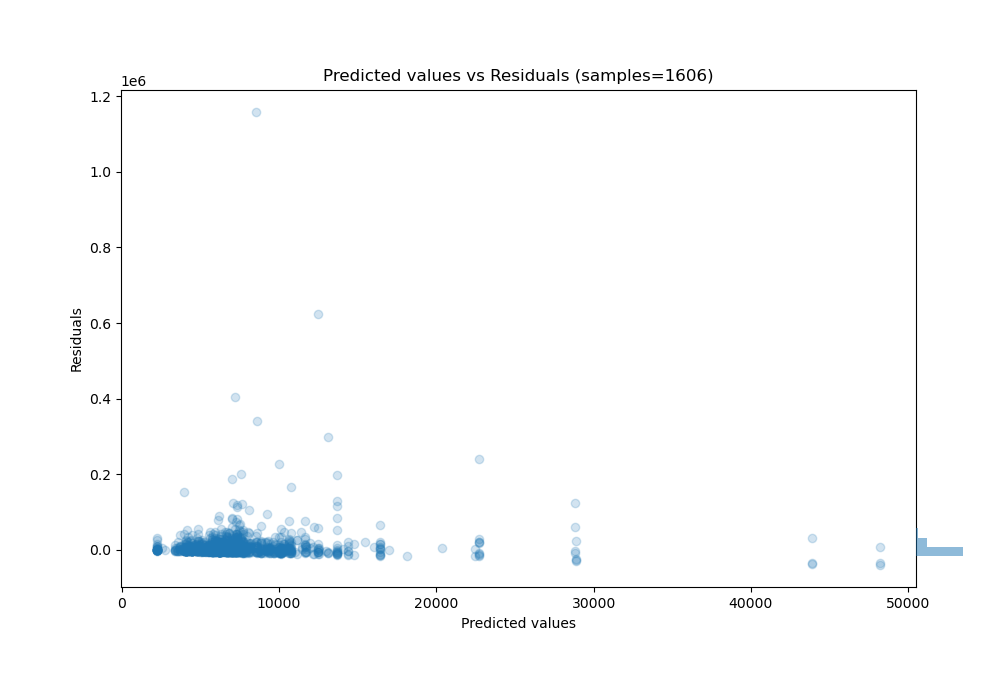 Predicted values vs Residuals (samples=1606)
1e6
1.2
1.0
0.8
0.6
0.4
0.2
0.0
Residuals
0 10000 20000 30000 40000 50000
Predicted values